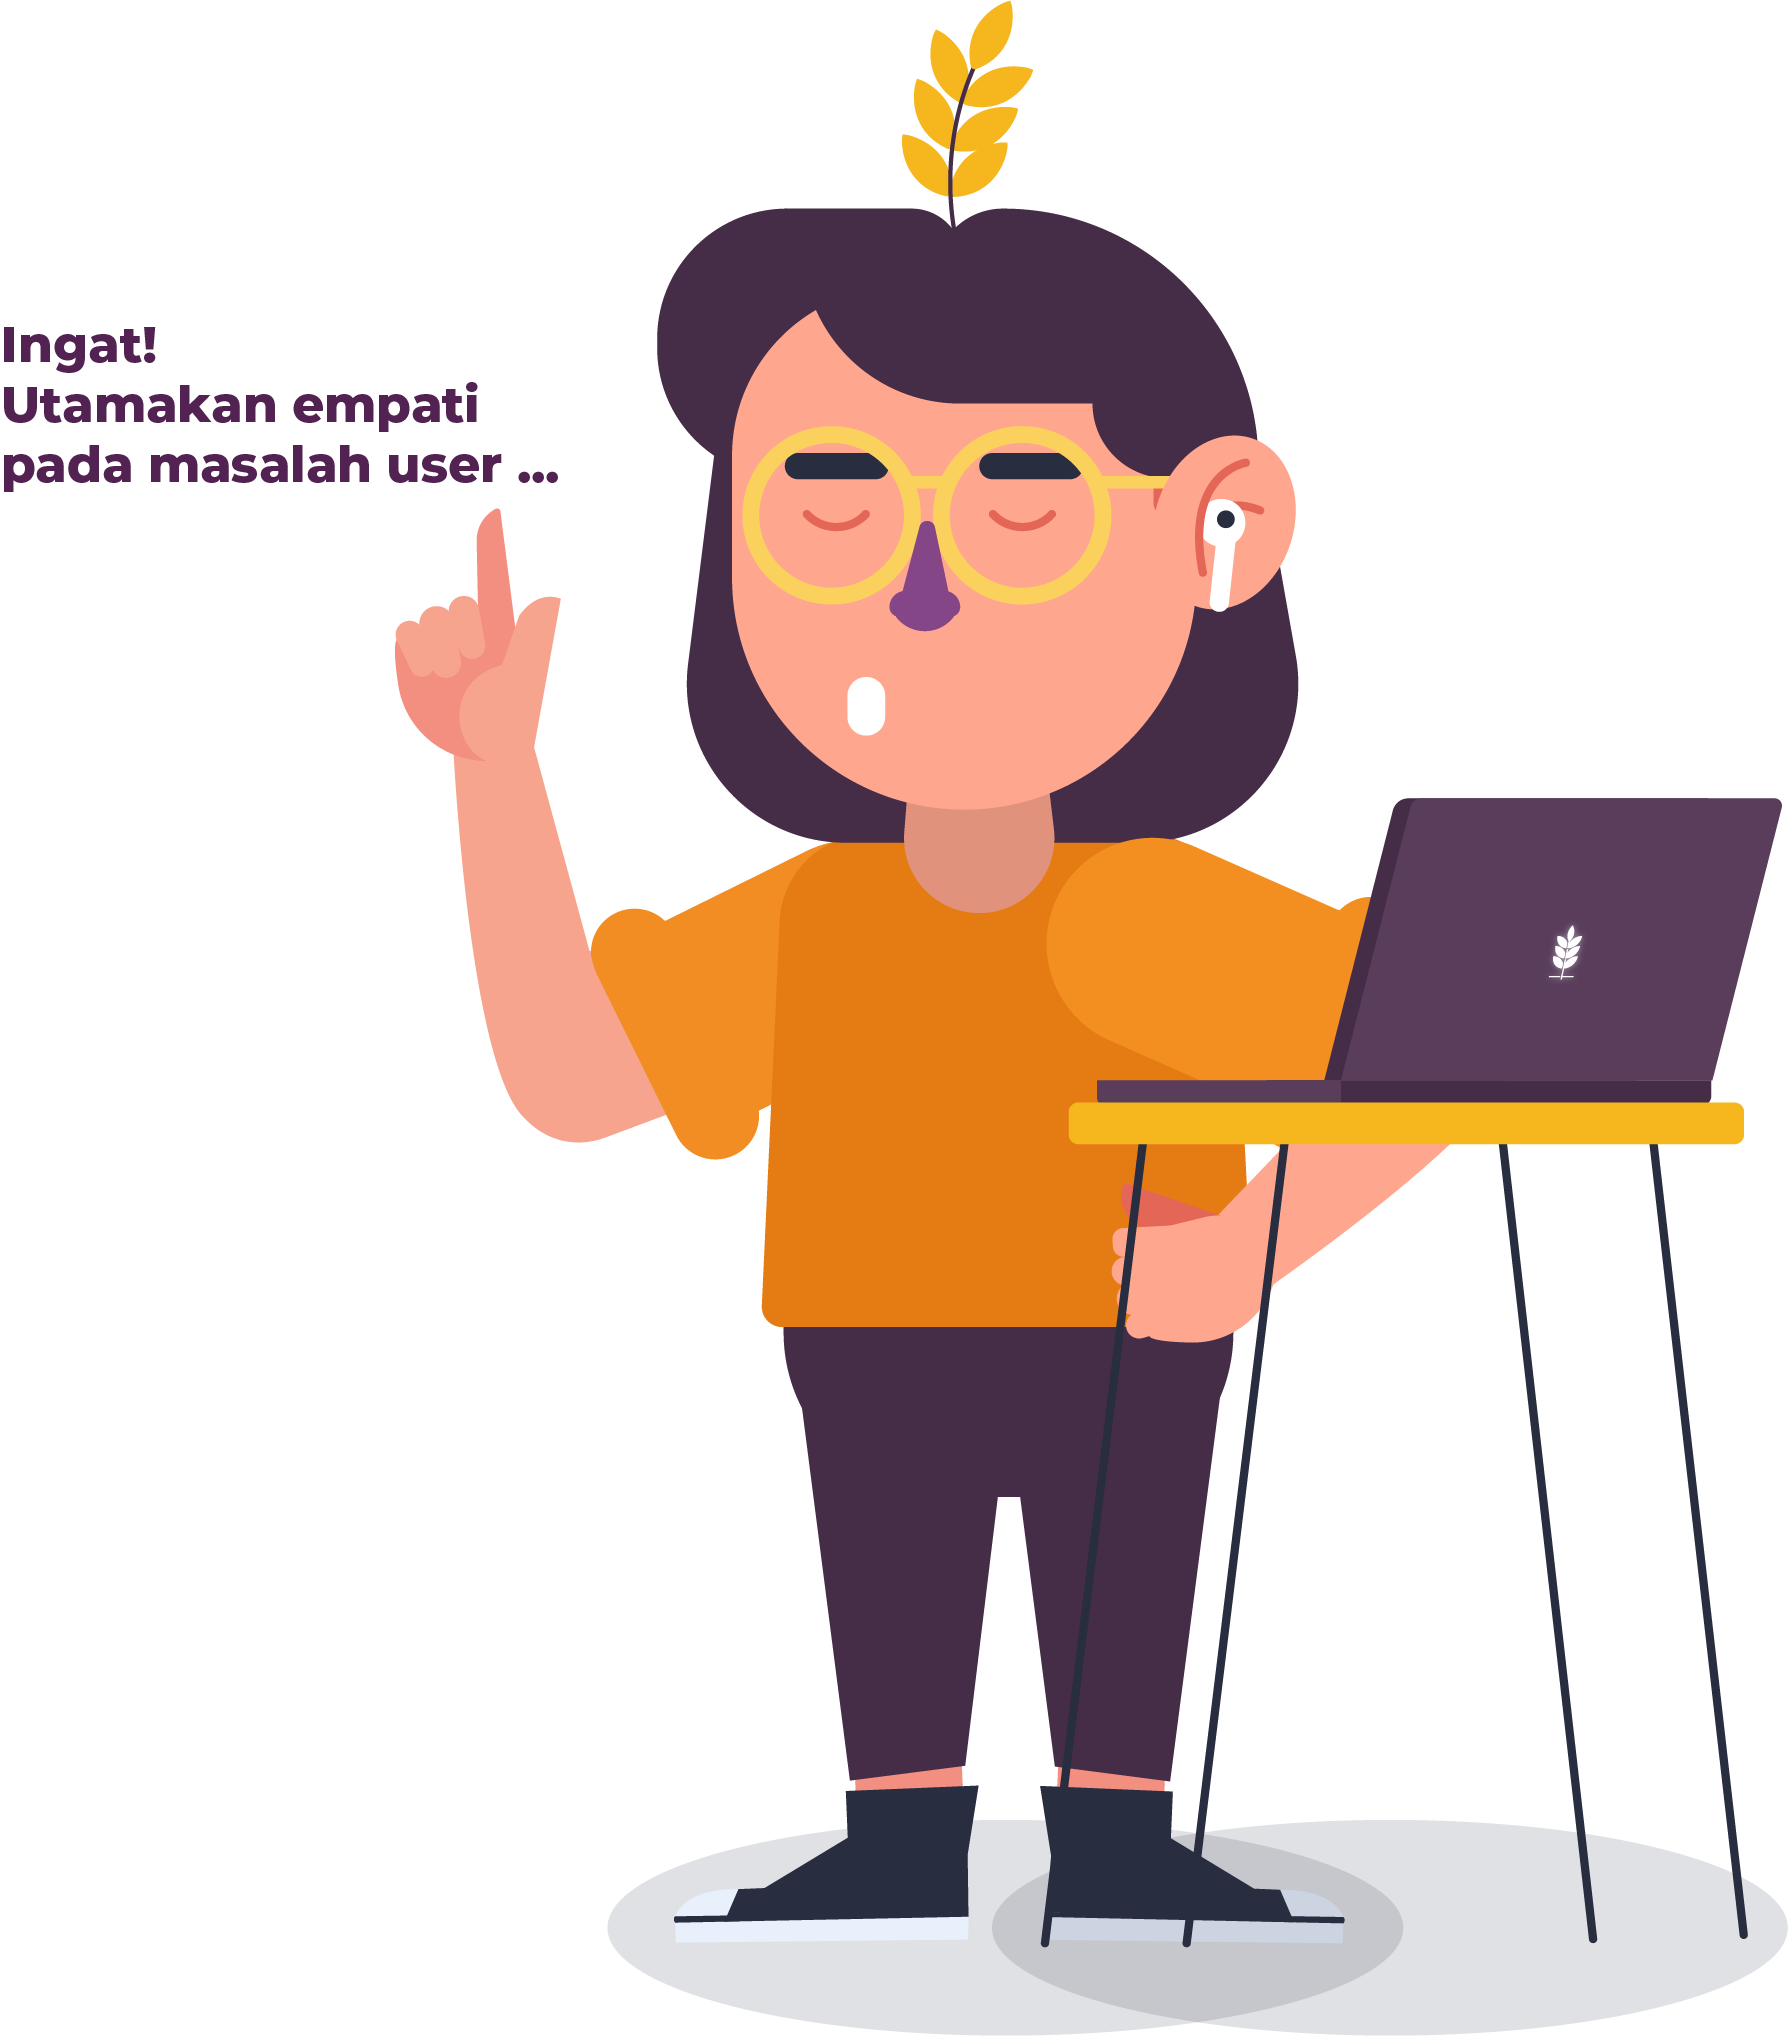 Ingat!
Utamakan empati
pada masalah user ...